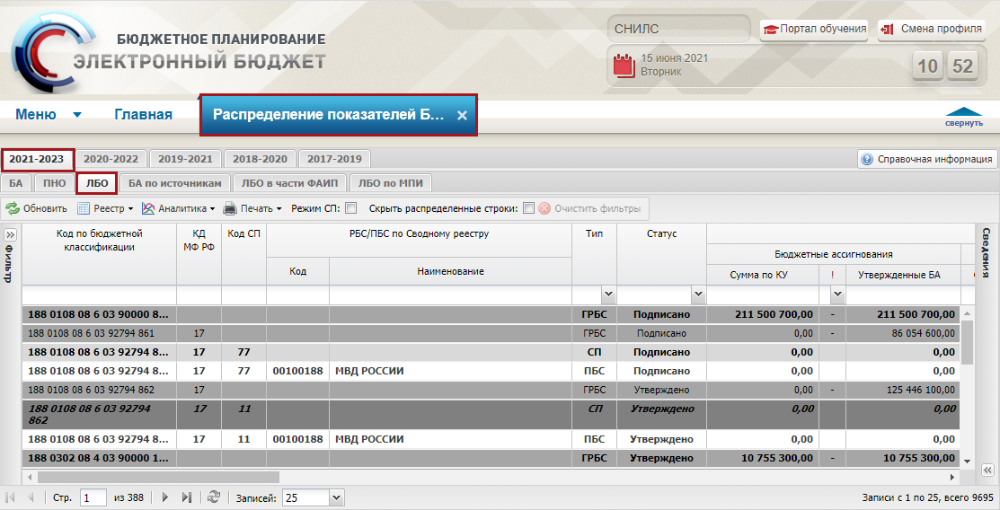 БЮДЖЕТНОЕ ПЛАНИРОВАНИЕ
ЭЛЕКТРОННЫЙ БЮДЖЕТ
СНИЛС
Портал обучения
Смена профиля
15 июня 2021
Вторник
10 52
Меню
Главная
Распределение показателей Б...
свернуть
2021-2023 2020-2022 2019-2021 2018-2020 2017-2019
Справочная информация
БА ПНО ЛБО БА по источникам ЛБО в части ФАИП ЛБО по МПИ
Обновить Реестр Аналитика Печать Режим СП: Скрыть распределенные строки: Очистить фильтры
Фильтр
Сведения
Код по бюджетной классификации КД МФ РФ Код СП РБС/ПБС по Сводному реестру Тип Статус
Бюджетные ассигнования
Код Наименование Сумма по КУ ! Утвержденные БА
188 0108 08 6 03 90000 8... ГРБС Подписано 211 500 700,00 - 211 500 700,00
188 0108 08 6 03 92794 861 17 ГРБС Подписано 0,00 - 86 054 600,00
188 0108 08 6 03 92794 8... 17 77 СП Подписано 0,00 0,00
188 0108 08 6 03 92794 8... 17 77 00100188 МВД РОССИИ ПБС Подписано 0,00 0,00
188 0108 08 6 03 92794 862 17 ГРБС Утверждено 0,00 - 125 446 100,00
188 0108 08 6 03 92794 862 17 11 СП Утверждено 0,00 0,00
188 0108 08 6 03 92794 8... 17 11 00100188 МВД РОССИИ ПБС Утверждено 0,00 0,00
188 0302 08 4 03 90000 1... ГРБС Утверждено 10 755 300,00 - 10 755 300,00
Стр. 1 из 388 Записей: 25 Записи с 1 по 25, всего 9695